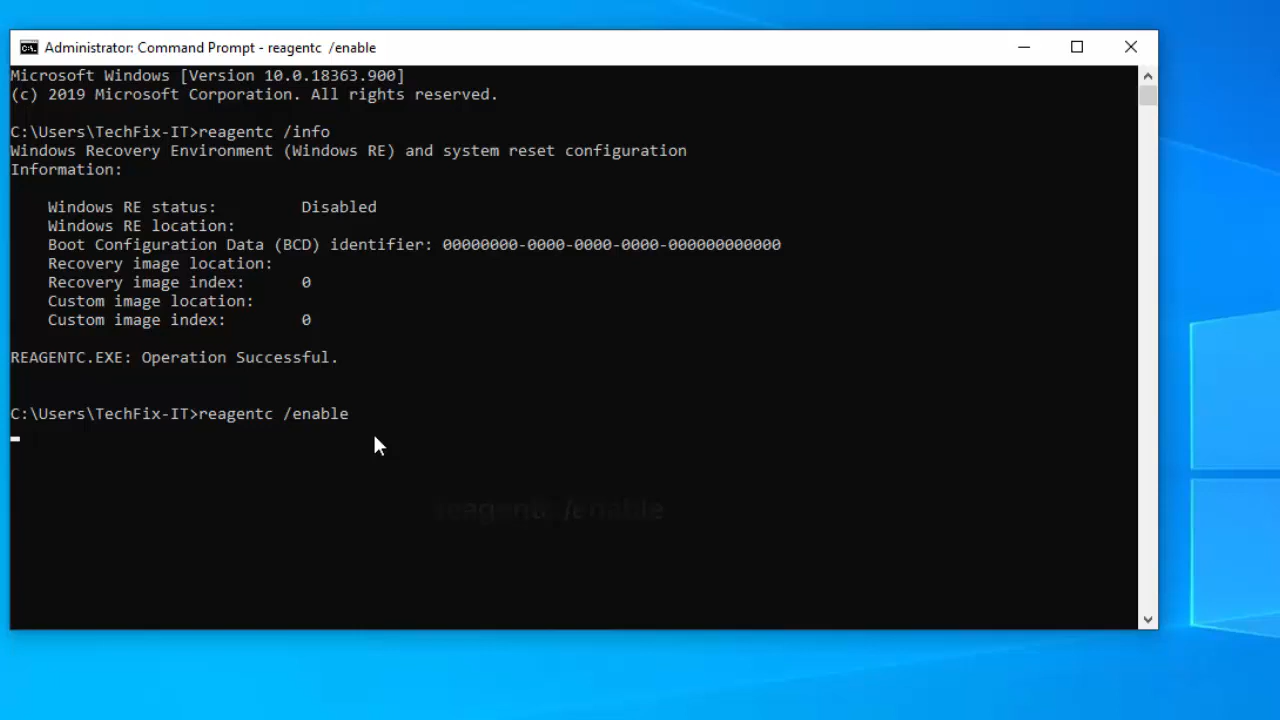 Administrator: Command Prompt - reagentc  /enable
Microsoft Windows [Version 10.0.18363.900]
(c) 2019 Microsoft Corporation. All rights reserved.
C:\Users\TechFix-IT>reagentc /info
Windows Recovery Environment (Windows RE) and system reset configuration
Information:
Windows RE status:         Disabled
Windows RE location:
Boot Configuration Data (BCD) identifier: 00000000-0000-0000-0000-000000000000
Recovery image location:
Recovery image index:      0
Custom image location:
Custom image index:        0
REAGENTC.EXE: Operation Successful.
C:\Users\TechFix-IT>reagentc /enable
reagentc /enable